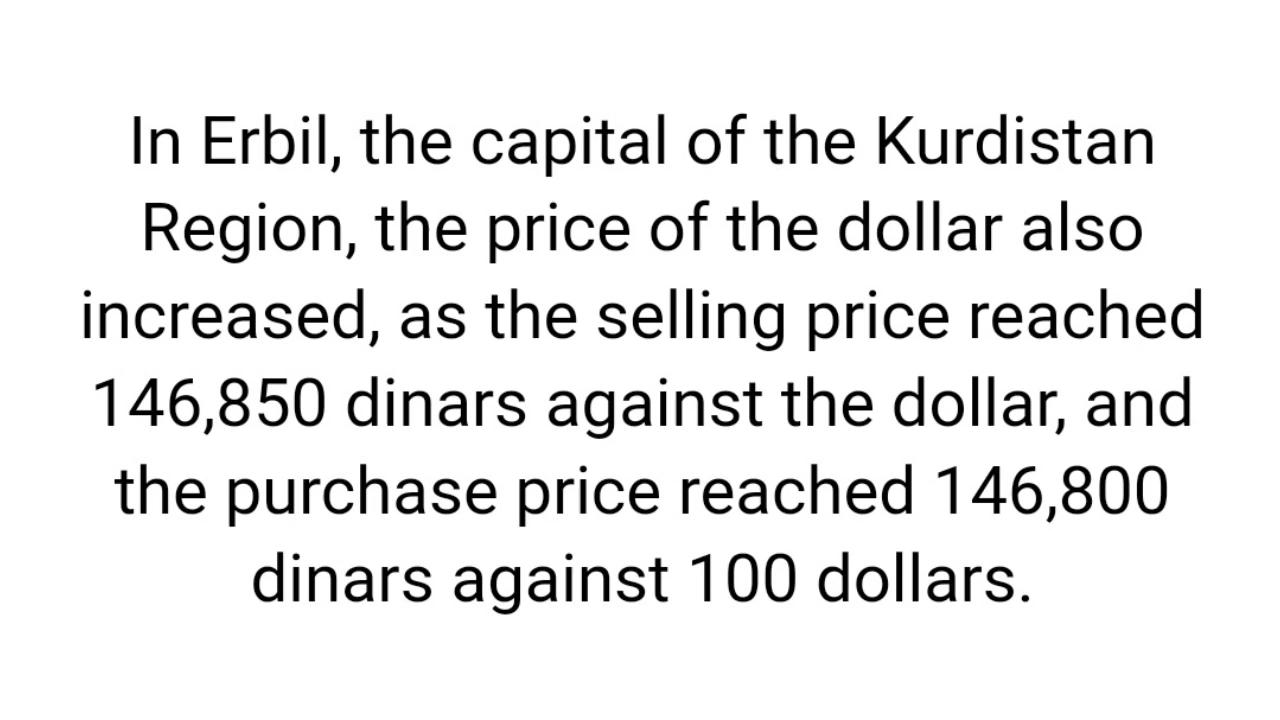 In Erbil, the capital of the Kurdistan
Region, the price of the dollar also
increased, as the selling price reached
146,850 dinars against the dollar, and
the purchase price reached 146,800
dinars against 100 dollars.